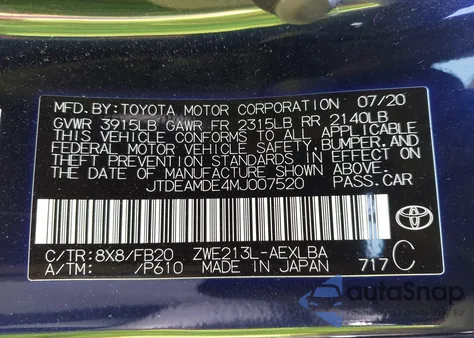 MFD. BY: TOYOTA MOTOR CORPORATION 07/20
GVWR 3915LB GAWR FR 2315LB RR 2140LB
THIS VEHICLE CONFORMS TO ALL APPLICABLE
FEDERAL MOTOR VEHICLE SAFETY, BUMPER, AND
THEFT PREVENTION STANDARDS IN EFFECT ON
THE DATE OF MANUFACTURE SHOWN ABOVE.
JTDEAMDE4MJ007520 PASS. CAR
TOYOTA
C/TR: 8X8/FB20 ZWE213L-AEXLBA
A/TM: /P610 MADE IN JAPAN 717 C
autoSnap